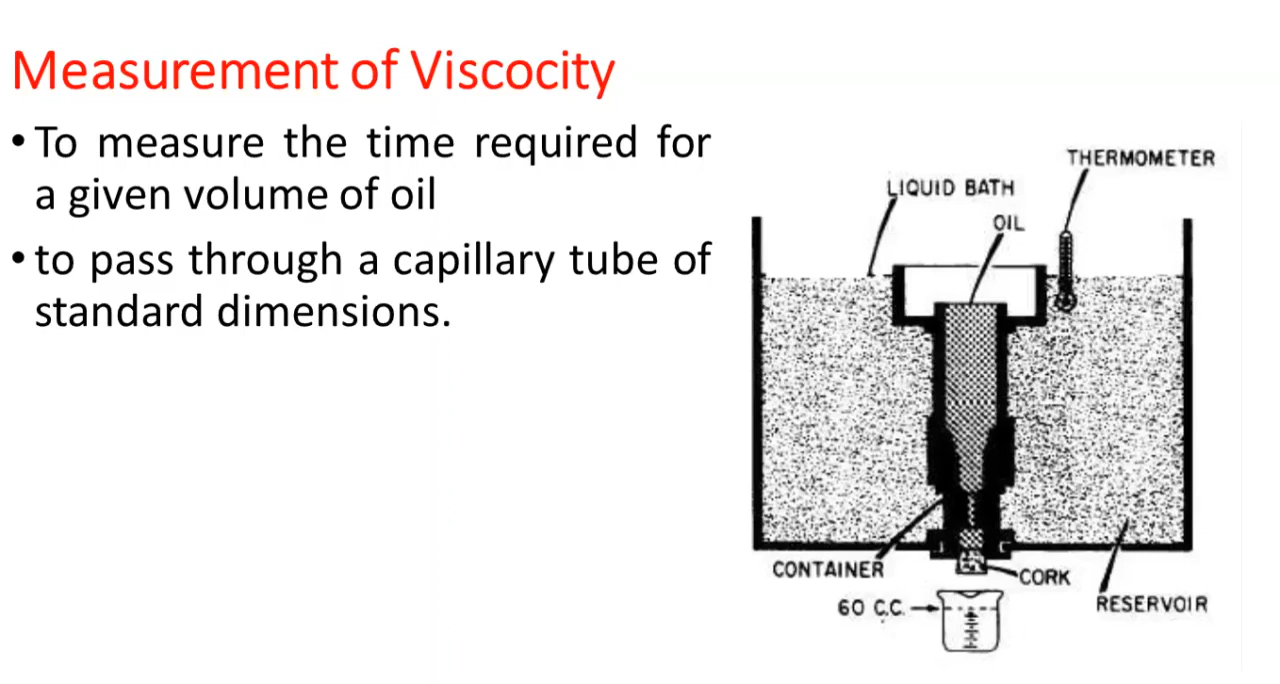 Measurement of Viscocity
• To measure the time required for
a given volume of oil
• to pass through a capillary tube of
standard dimensions.
THERMOMETER
LIQUID BATH
OIL
CONTAINER
CORK
60 C.C.
RESERVOIR